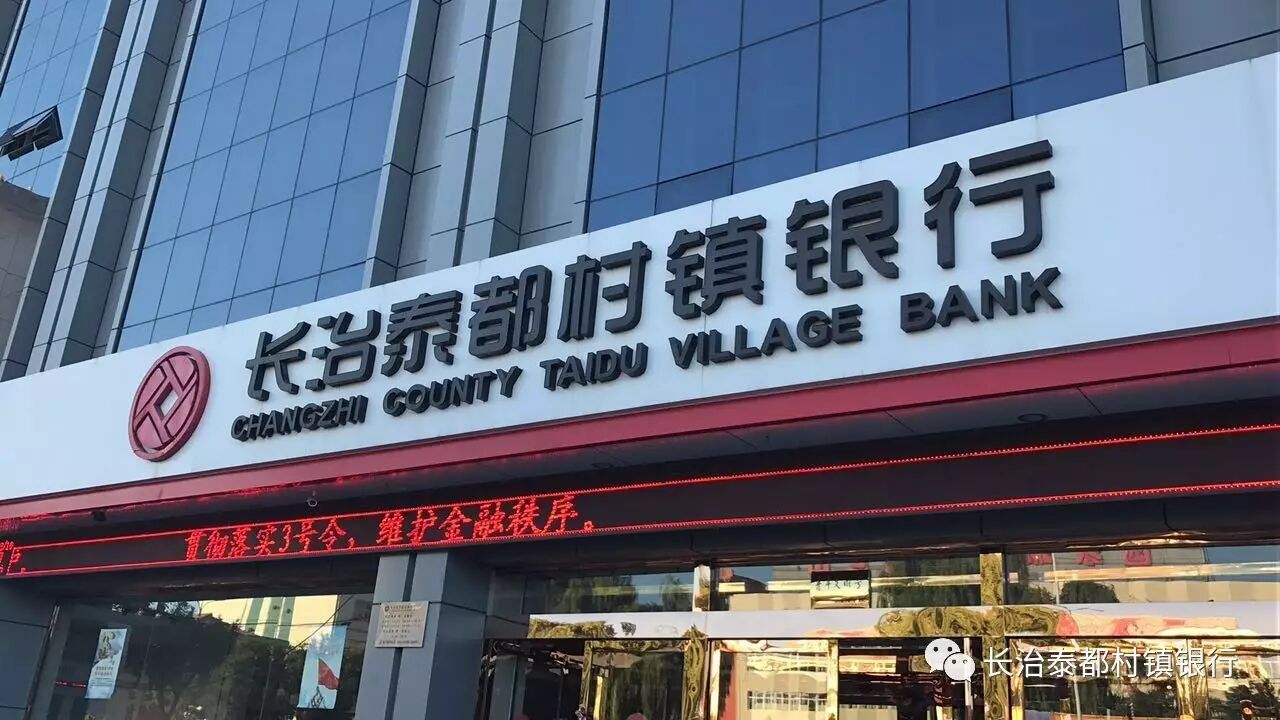 长治泰都村镇银行
CHANGZHI COUNTY TAIDU VILLAGE BANK
贯彻落实3号令，维护金融秩序。
长治泰都村镇银行